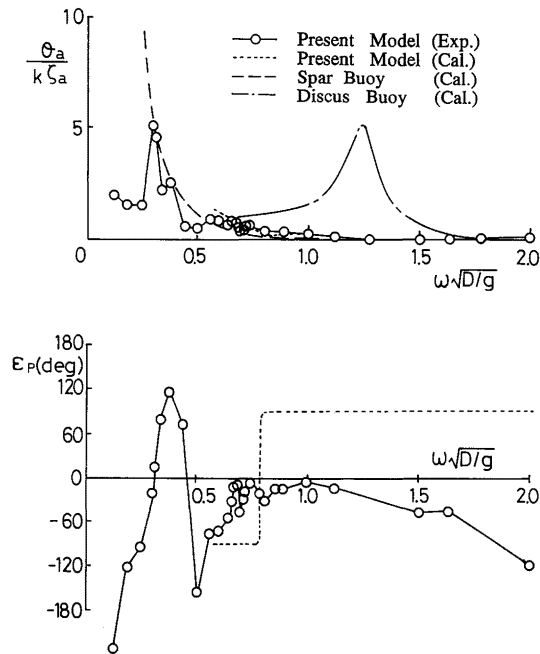 10
θa
kζa
Present Model (Exp.)
Present Model (Cal.)
Spar Buoy (Cal.)
Discus Buoy (Cal.)
5
0 0.5 1.0 1.5 2.0
ω√D/g
180
εP(deg)
120
60
ω√D/g
0 0.5 1.0 1.5 2.0
-60
-120
-180